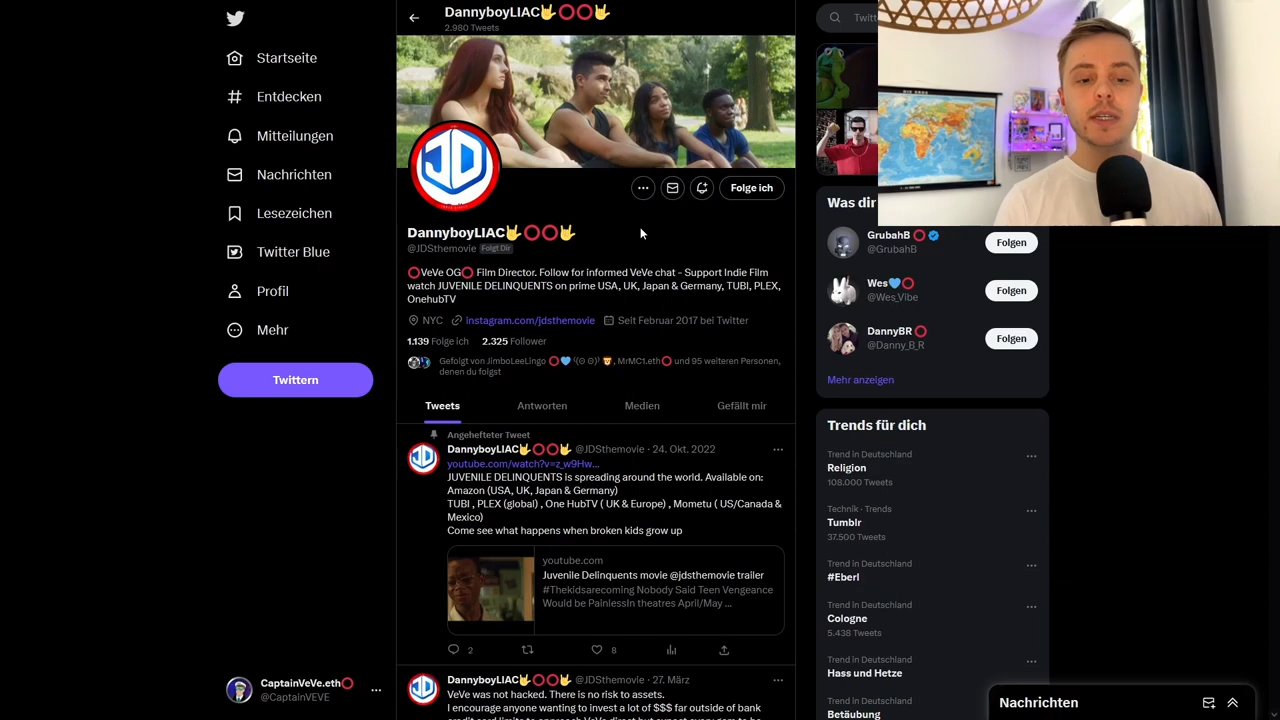 Startseite
Entdecken
Mitteilungen
Nachrichten
Lesezeichen
Twitter Blue
Profil
Mehr
Twittern
CaptainVeVe.eth⭕
@CaptainVEVE
DannyboyLIAC🤟⭕⭕🤟
2.980 Tweets
JD
Folge ich
DannyboyLIAC🤟⭕⭕🤟
@JDSthemovie Folgt Dir
⭕VeVe OG⭕ Film Director. Follow for informed VeVe chat - Support Indie Film
watch JUVENILE DELINQUENTS on prime USA, UK, Japan & Germany, TUBI, PLEX,
OnehubTV
NYC instagram.com/jdsthemovie Seit Februar 2017 bei Twitter
1.139 Folge ich 2.325 Follower
Gefolgt von JimboLeeLingo ⭕💙, MrMC1.eth⭕ und 95 weiteren Personen,
denen du folgst
Tweets Antworten Medien Gefällt mir
Angehefteter Tweet
DannyboyLIAC🤟⭕⭕🤟 @JDSthemovie · 24. Okt. 2022
youtube.com/watch?v=z_w9Hw...
JUVENILE DELINQUENTS is spreading around the world. Available on:
Amazon (USA, UK, Japan & Germany)
TUBI , PLEX (global) , One HubTV ( UK & Europe) , Mometu ( US/Canada &
Mexico)
Come see what happens when broken kids grow up
youtube.com
Juvenile Delinquents movie @jdsthemovie trailer
#Thekidsarecoming Nobody Said Teen Vengeance
Would be PainlessIn theatres April/May ...
2 8
DannyboyLIAC🤟⭕⭕🤟 @JDSthemovie · 27. März
VeVe was not hacked. There is no risk to assets.
I encourage anyone wanting to invest a lot of $$$ far outside of bank
Twitt
Was dir
GrubahB ⭕
@GrubahB
Folgen
Wes💙⭕
@Wes_Vibe
Folgen
DannyBR ⭕
@Danny_B_R
Folgen
Mehr anzeigen
Trends für dich
Trend in Deutschland
Religion
108.000 Tweets
Technik · Trends
Tumblr
37.500 Tweets
Trend in Deutschland
#Eberl
Trend in Deutschland
Cologne
5.438 Tweets
Trend in Deutschland
Hass und Hetze
Trend in Deutschland
Betäubung
Nachrichten